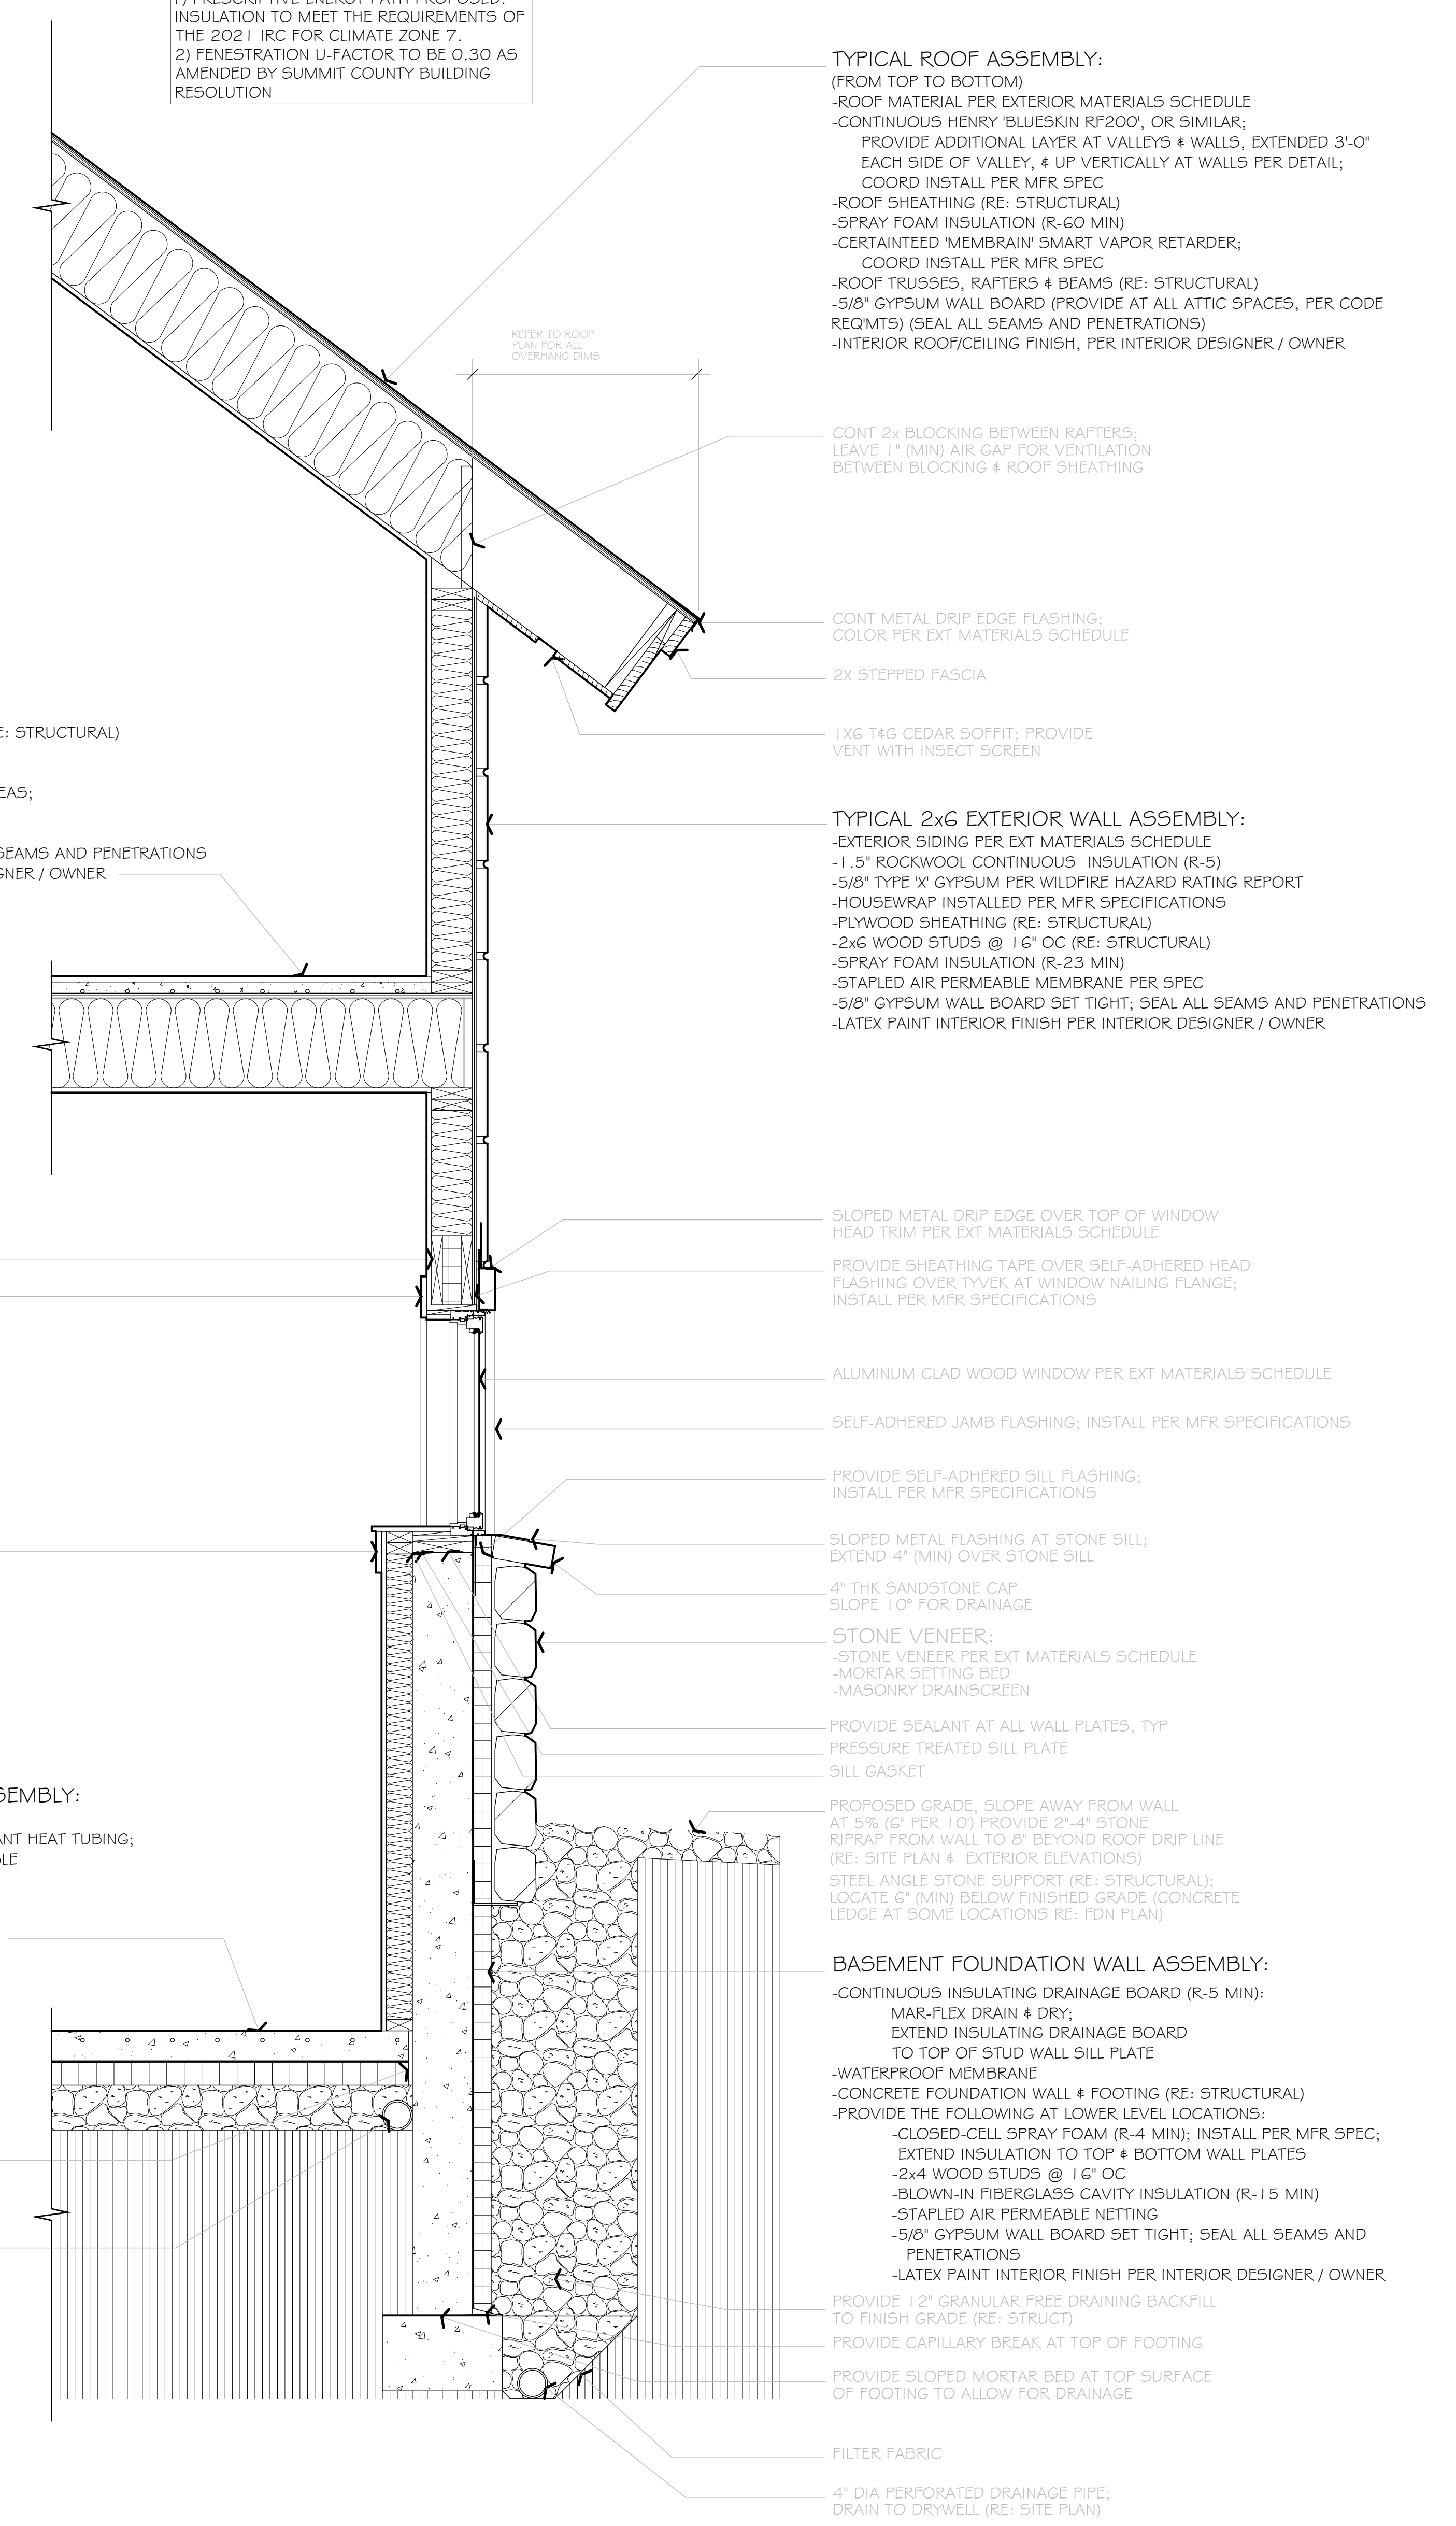 1) PRESCRIPTIVE ENERGY PATH PROPOSED.
INSULATION TO MEET THE REQUIREMENTS OF
THE 2021 IRC FOR CLIMATE ZONE 7.
2) FENESTRATION U-FACTOR TO BE 0.30 AS
AMENDED BY SUMMIT COUNTY BUILDING
RESOLUTION
TYPICAL ROOF ASSEMBLY:
(FROM TOP TO BOTTOM)
-ROOF MATERIAL PER EXTERIOR MATERIALS SCHEDULE
-CONTINUOUS HENRY 'BLUESKIN RF200', OR SIMILAR;
PROVIDE ADDITIONAL LAYER AT VALLEYS & WALLS, EXTENDED 3'-0"
EACH SIDE OF VALLEY, & UP VERTICALLY AT WALLS PER DETAIL;
COORD INSTALL PER MFR SPEC
-ROOF SHEATHING (RE: STRUCTURAL)
-SPRAY FOAM INSULATION (R-60 MIN)
-CERTAINTEED 'MEMBRAIN' SMART VAPOR RETARDER;
COORD INSTALL PER MFR SPEC
-ROOF TRUSSES, RAFTERS & BEAMS (RE: STRUCTURAL)
-5/8" GYPSUM WALL BOARD (PROVIDE AT ALL ATTIC SPACES, PER CODE
REQ'MTS) (SEAL ALL SEAMS AND PENETRATIONS)
-INTERIOR ROOF/CEILING FINISH, PER INTERIOR DESIGNER / OWNER
REFER TO ROOF
PLAN FOR ALL
OVERHANG DIMS
CONT 2x BLOCKING BETWEEN RAFTERS;
LEAVE 1" (MIN) AIR GAP FOR VENTILATION
BETWEEN BLOCKING & ROOF SHEATHING
CONT METAL DRIP EDGE FLASHING;
COLOR PER EXT MATERIALS SCHEDULE
2X STEPPED FASCIA
1X6 T&G CEDAR SOFFIT; PROVIDE
VENT WITH INSECT SCREEN
E: STRUCTURAL)
EAS;
SEAMS AND PENETRATIONS
GNER / OWNER
TYPICAL 2x6 EXTERIOR WALL ASSEMBLY:
-EXTERIOR SIDING PER EXT MATERIALS SCHEDULE
-1.5" ROCKWOOL CONTINUOUS INSULATION (R-5)
-5/8" TYPE 'X' GYPSUM PER WILDFIRE HAZARD RATING REPORT
-HOUSEWRAP INSTALLED PER MFR SPECIFICATIONS
-PLYWOOD SHEATHING (RE: STRUCTURAL)
-2x6 WOOD STUDS @ 16" OC (RE: STRUCTURAL)
-SPRAY FOAM INSULATION (R-23 MIN)
-STAPLED AIR PERMEABLE MEMBRANE PER SPEC
-5/8" GYPSUM WALL BOARD SET TIGHT; SEAL ALL SEAMS AND PENETRATIONS
-LATEX PAINT INTERIOR FINISH PER INTERIOR DESIGNER / OWNER
SLOPED METAL DRIP EDGE OVER TOP OF WINDOW
HEAD TRIM PER EXT MATERIALS SCHEDULE
PROVIDE SHEATHING TAPE OVER SELF-ADHERED HEAD
FLASHING OVER TYVEK AT WINDOW NAILING FLANGE;
INSTALL PER MFR SPECIFICATIONS
ALUMINUM CLAD WOOD WINDOW PER EXT MATERIALS SCHEDULE
SELF-ADHERED JAMB FLASHING; INSTALL PER MFR SPECIFICATIONS
PROVIDE SELF-ADHERED SILL FLASHING;
INSTALL PER MFR SPECIFICATIONS
SLOPED METAL FLASHING AT STONE SILL;
EXTEND 4" (MIN) OVER STONE SILL
4" THK SANDSTONE CAP
SLOPE 10° FOR DRAINAGE
STONE VENEER:
-STONE VENEER PER EXT MATERIALS SCHEDULE
-MORTAR SETTING BED
-MASONRY DRAINSCREEN
PROVIDE SEALANT AT ALL WALL PLATES, TYP
PRESSURE TREATED SILL PLATE
SILL GASKET
SEMBLY:
ANT HEAT TUBING;
LE
PROPOSED GRADE, SLOPE AWAY FROM WALL
AT 5% (6" PER 10') PROVIDE 2"-4" STONE
RIPRAP FROM WALL TO 8" BEYOND ROOF DRIP LINE
(RE: SITE PLAN & EXTERIOR ELEVATIONS)
STEEL ANGLE STONE SUPPORT (RE: STRUCTURAL);
LOCATE 6" (MIN) BELOW FINISHED GRADE (CONCRETE
LEDGE AT SOME LOCATIONS RE: FDN PLAN)
BASEMENT FOUNDATION WALL ASSEMBLY:
-CONTINUOUS INSULATING DRAINAGE BOARD (R-5 MIN):
MAR-FLEX DRAIN & DRY;
EXTEND INSULATING DRAINAGE BOARD
TO TOP OF STUD WALL SILL PLATE
-WATERPROOF MEMBRANE
-CONCRETE FOUNDATION WALL & FOOTING (RE: STRUCTURAL)
-PROVIDE THE FOLLOWING AT LOWER LEVEL LOCATIONS:
-CLOSED-CELL SPRAY FOAM (R-4 MIN); INSTALL PER MFR SPEC;
EXTEND INSULATION TO TOP & BOTTOM WALL PLATES
-2x4 WOOD STUDS @ 16" OC
-BLOWN-IN FIBERGLASS CAVITY INSULATION (R-15 MIN)
-STAPLED AIR PERMEABLE NETTING
-5/8" GYPSUM WALL BOARD SET TIGHT; SEAL ALL SEAMS AND
PENETRATIONS
-LATEX PAINT INTERIOR FINISH PER INTERIOR DESIGNER / OWNER
PROVIDE 12" GRANULAR FREE DRAINING BACKFILL
TO FINISH GRADE (RE: STRUCT)
PROVIDE CAPILLARY BREAK AT TOP OF FOOTING
PROVIDE SLOPED MORTAR BED AT TOP SURFACE
OF FOOTING TO ALLOW FOR DRAINAGE
FILTER FABRIC
4" DIA PERFORATED DRAINAGE PIPE;
DRAIN TO DRYWELL (RE: SITE PLAN)